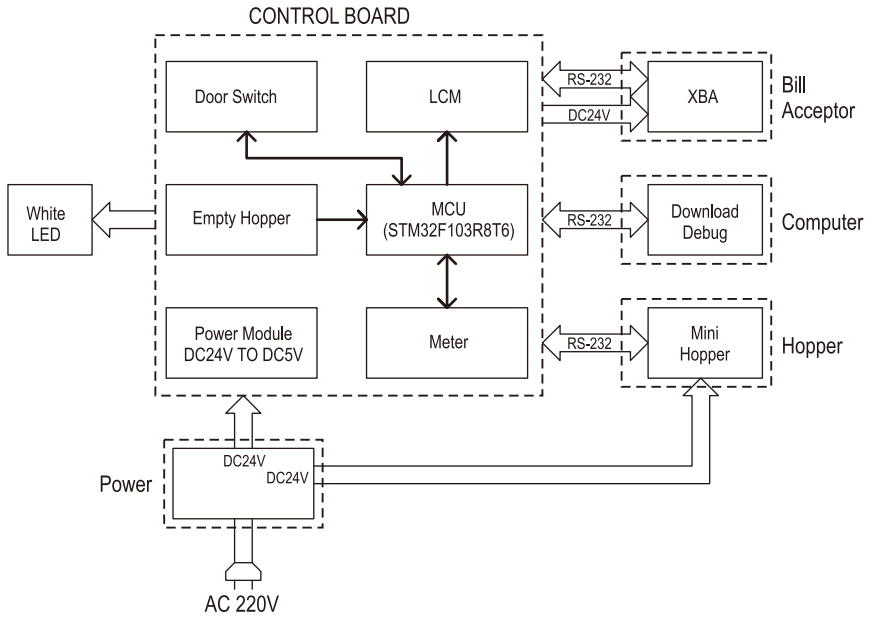 CONTROL BOARD
Door Switch
LCM
RS-232
DC24V
XBA
Bill
Acceptor
White
LED
Empty Hopper
MCU
(STM32F103R8T6)
RS-232
Download
Debug
Computer
Power Module
DC24V TO DC5V
Meter
RS-232
Mini
Hopper
Hopper
Power
DC24V
DC24V
AC 220V